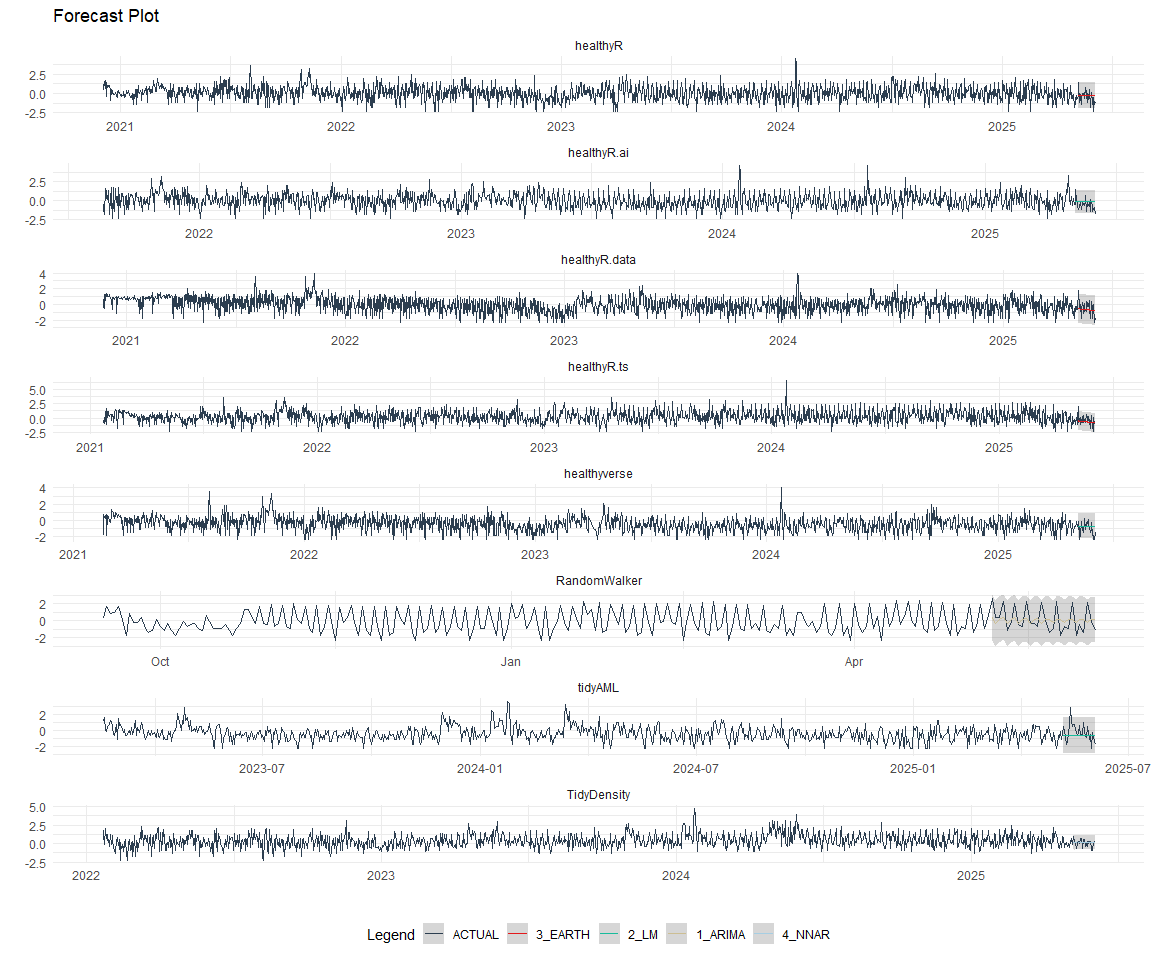 Forecast Plot
healthyR
2.5
0.0
-2.5
2021 2022 2023 2024 2025
healthyR.ai
2.5
0.0
-2.5
2022 2023 2024 2025
healthyR.data
4
2
0
-2
2021 2022 2023 2024 2025
healthyR.ts
5.0
2.5
0.0
-2.5
2021 2022 2023 2024 2025
healthyverse
4
2
0
-2
2021 2022 2023 2024 2025
RandomWalker
2
0
-2
Oct Jan Apr
tidyAML
2
0
-2
2023-07 2024-01 2024-07 2025-01 2025-07
TidyDensity
5.0
2.5
0.0
-2.5
2022 2023 2024 2025
Legend ACTUAL 3_EARTH 2_LM 1_ARIMA 4_NNAR